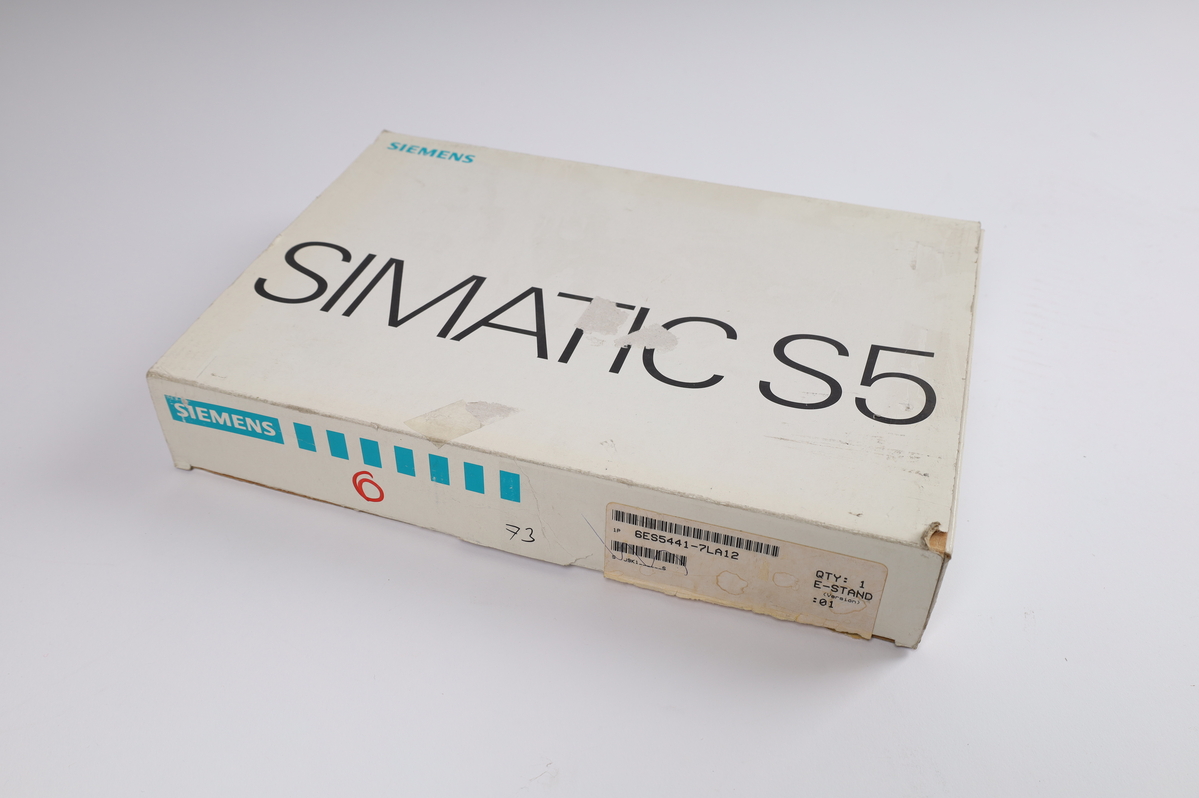 SIEMENS
SIMATIC S5
SIEMENS
6
73
1P 6ES5441-7LA12
QTY: 1
E-STAND
(Version)
:01